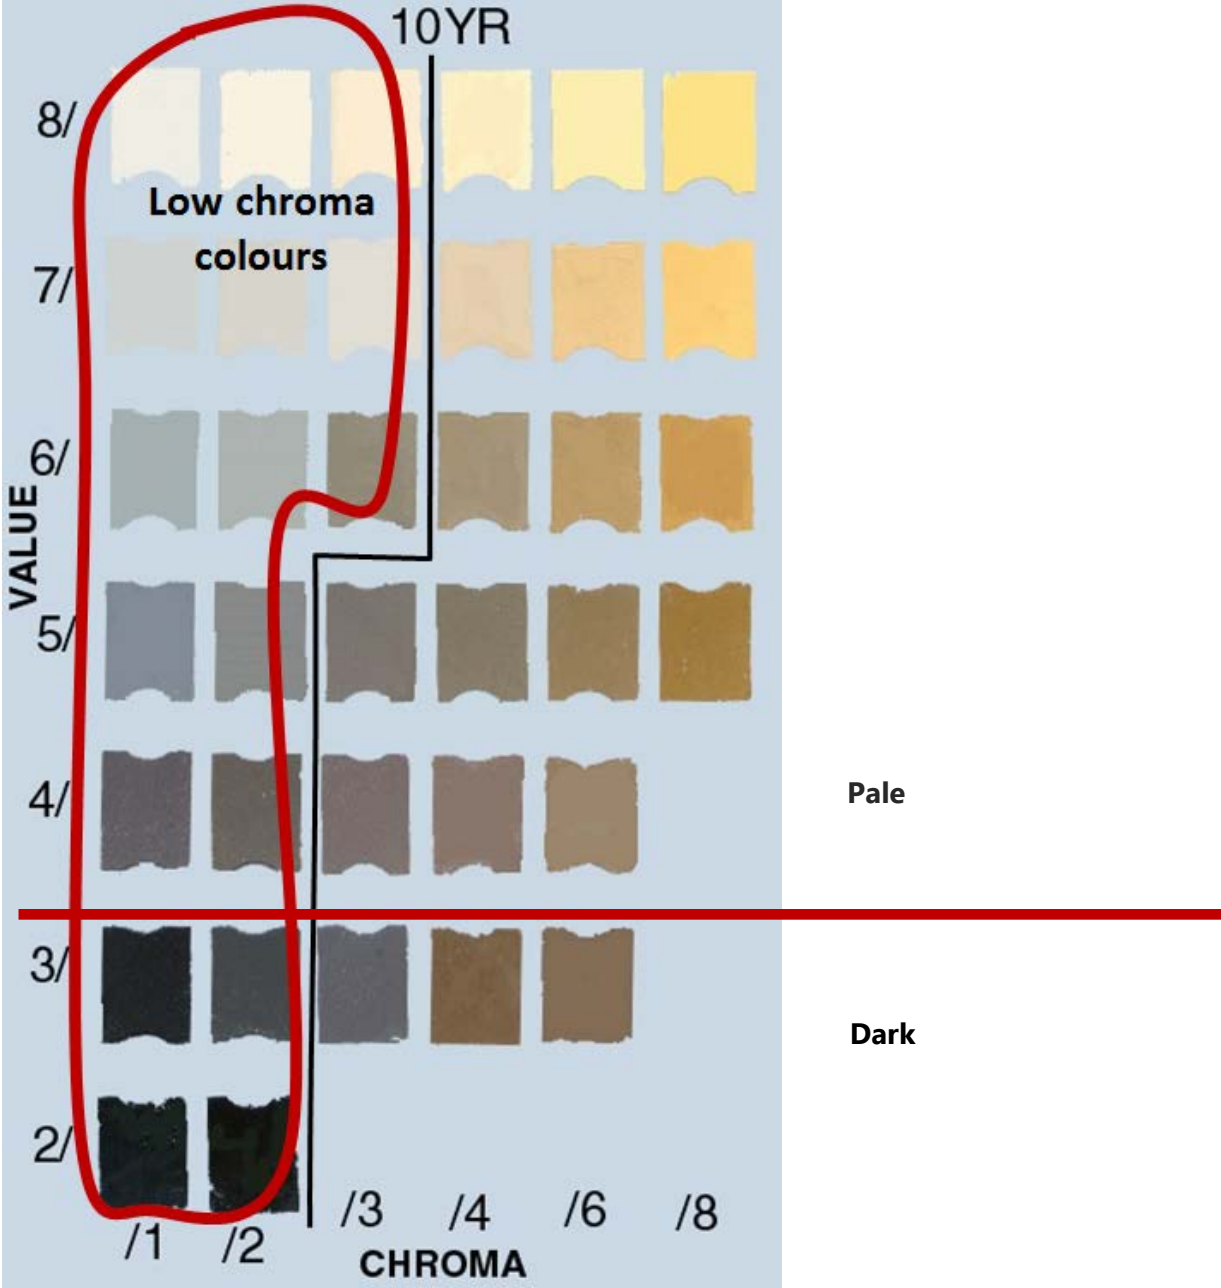 10YR
8/
Low chroma
colours
7/
6/
VALUE
5/
4/
Pale
3/
Dark
2/
/1 /2 /3 /4 /6 /8
CHROMA